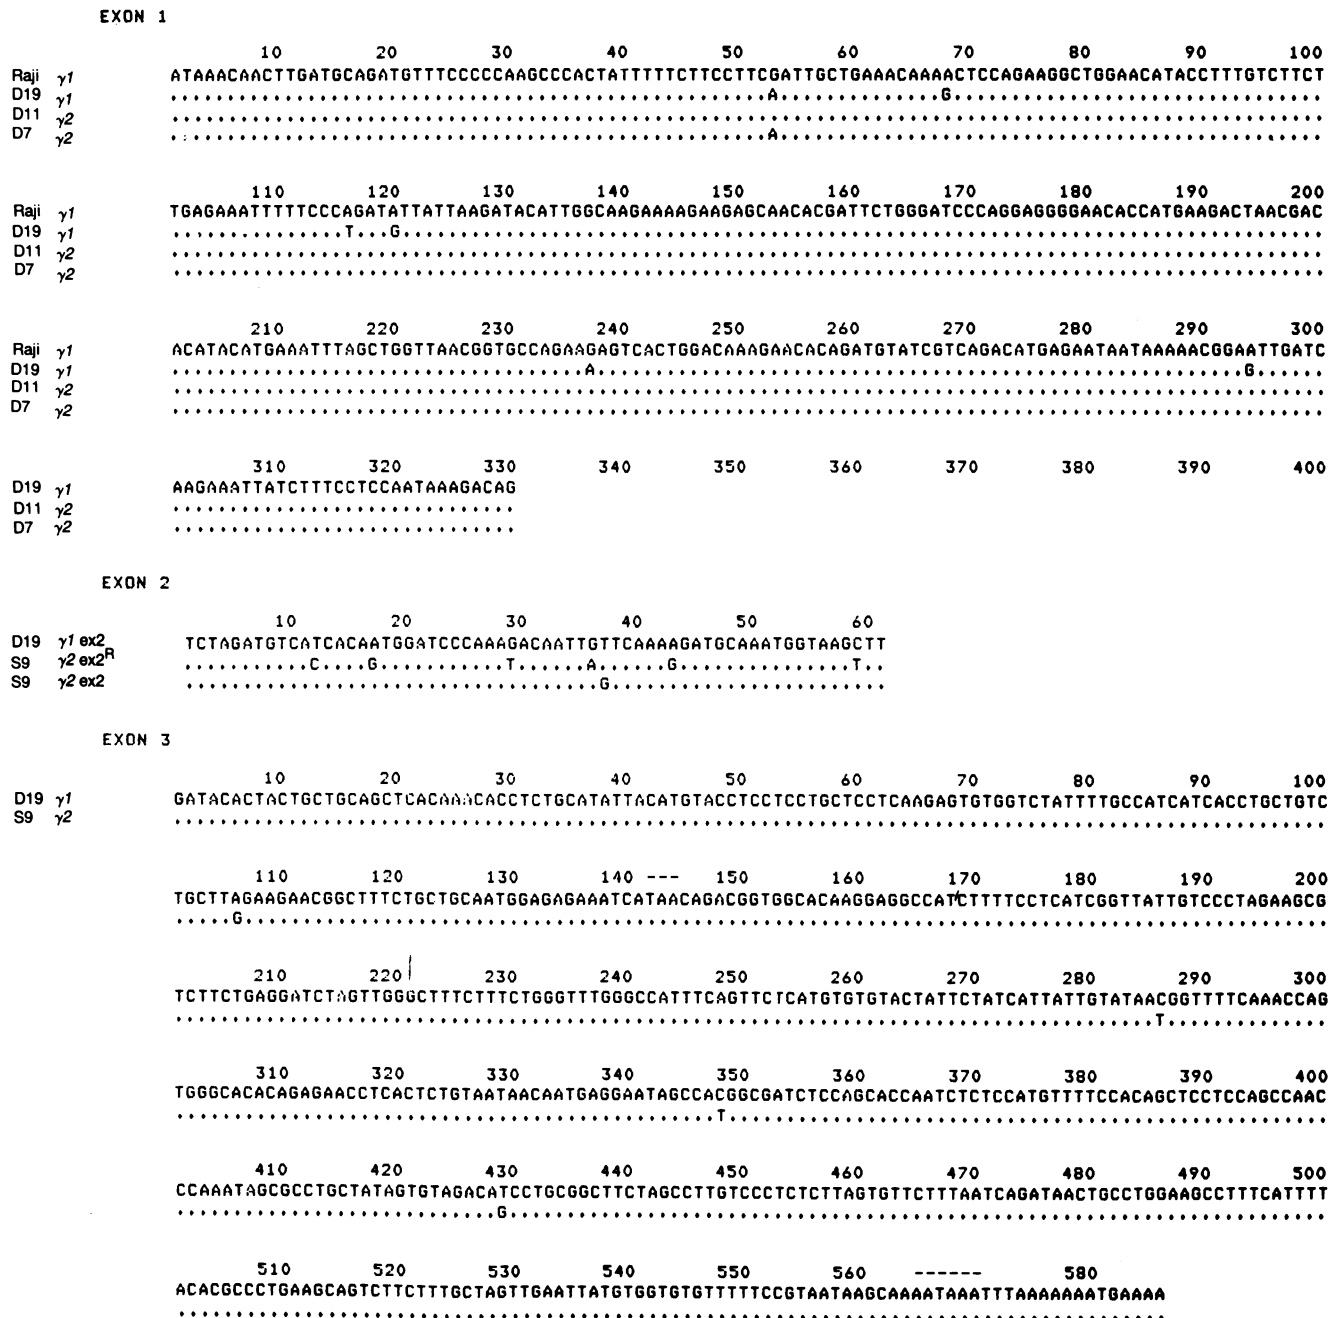 EXON 1
10 20 30 40 50 60 70 80 90 100
Raji γ1 ATAAACAACTTGATGCAGATGTTTCCCCCAAGCCCACTATTTTTCTTCCTTCGATTGCTGAAACAAAACTCCAGAAGGCTGGAACATACCTTTGTCTTCT
D19 γ1 ....................................................A..............G................................
D11 γ2 ....................................................................................................
D7 γ2 ....................................................A...............................................
110 120 130 140 150 160 170 180 190 200
Raji γ1 TGAGAAATTTTTCCCAGATATTATTAAGATACATTGGCAAGAAAAGAAGAGCAACACGATTCTGGGATCCCAGGAGGGGAACACCATGAAGACTAACGAC
D19 γ1 ...............T...G................................................................................
D11 γ2 ....................................................................................................
D7 γ2 ....................................................................................................
210 220 230 240 250 260 270 280 290 300
Raji γ1 ACATACATGAAATTTAGCTGGTTAACGGTGCCAGAAGAGTCACTGGACAAAGAACACAGATGTATCGTCAGACATGAGAATAATAAAAACGGAATTGATC
D19 γ1 ....................................A........................................................G......
D11 γ2 ....................................................................................................
D7 γ2 ....................................................................................................
310 320 330 340 350 360 370 380 390 400
D19 γ1 AAGAAATTATCTTTCCTCCAATAAAGACAG
D11 γ2 ..............................
D7 γ2 ..............................
EXON 2
10 20 30 40 50 60
D19 γ1 ex2 TCTAGATGTCATCACAATGGATCCCAAAGACAATTGTTCAAAAGATGCAAATGGTAAGCTT
S9 γ2 ex2R ...........C....G...........T......A......G...............T..
S9 γ2 ex2 ....................................G........................
EXON 3
10 20 30 40 50 60 70 80 90 100
D19 γ1 GATACACTACTGCTGCAGCTCACAAACACCTCTGCATATTACATGTACCTCCTCCTGCTCCTCAAGAGTGTGGTCTATTTTGCCATCATCACCTGCTGTC
S9 γ2 ....................................................................................................
110 120 130 140 --- 150 160 170 180 190 200
TGCTTAGAAGAACGGCTTTCTGCTGCAATGGAGAGAAATCATAACAGACGGTGGCACAAGGAGGCCATCTTTTCCTCATCGGTTATTGTCCCTAGAAGCG
.....G..............................................................................................
210 220 230 240 250 260 270 280 290 300
TCTTCTGAGGATCTAGTTGGGCTTTCTTTCTGGGTTTGGGCCATTTCAGTTCTCATGTGTGTACTATTCTATCATTATTGTATAACGGTTTTCAAACCAG
.....................................................................................T..............
310 320 330 340 350 360 370 380 390 400
TGGGCACACAGAGAACCTCACTCTGTAATAACAATGAGGAATAGCCACGGCGATCTCCAGCACCAATCTCTCCATGTTTTCCACAGCTCCTCCAGCCAAC
...............................................T....................................................
410 420 430 440 450 460 470 480 490 500
CCAAATAGCGCCTGCTATAGTGTAGACATCCTGCGGCTTCTAGCCTTGTCCCTCTCTTAGTGTTCTTTAATCAGATAACTGCCTGGAAGCCTTTCATTTT
............................G.......................................................................
510 520 530 540 550 560 ------ 580
ACACGCCCTGAAGCAGTCTTCTTTGCTAGTTGAATTATGTGGTGTGTTTTTCCGTAATAAGCAAAATAAATTTAAAAAAATGAAAA
......................................................................................